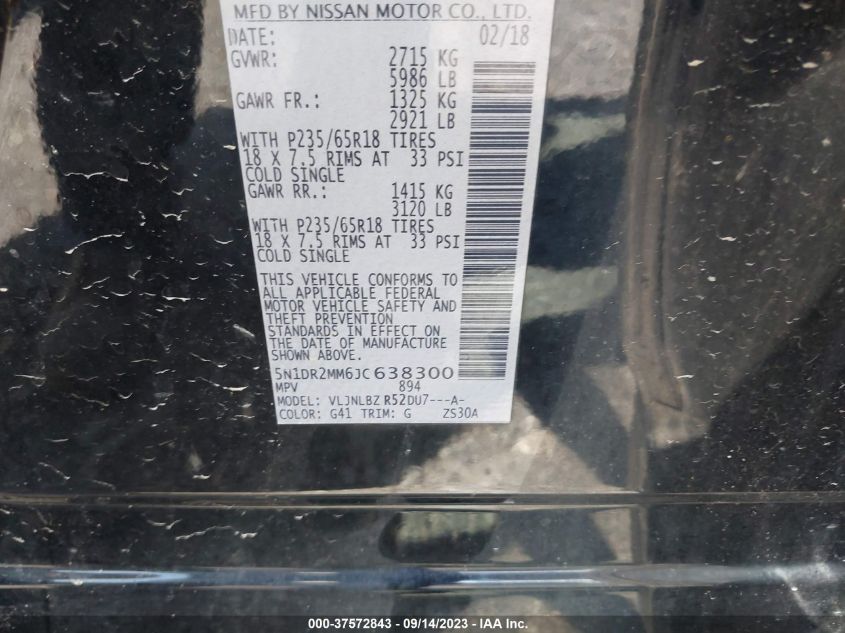 MFD BY NISSAN MOTOR CO., LTD.
DATE: 02/18
GVWR: 2715 KG
5986 LB
GAWR FR.: 1325 KG
2921 LB
WITH P235/65R18 TIRES
18 X 7.5 RIMS AT 33 PSI
COLD SINGLE
GAWR RR.: 1415 KG
3120 LB
WITH P235/65R18 TIRES
18 X 7.5 RIMS AT 33 PSI
COLD SINGLE
THIS VEHICLE CONFORMS TO
ALL APPLICABLE FEDERAL
MOTOR VEHICLE SAFETY AND
THEFT PREVENTION
STANDARDS IN EFFECT ON
THE DATE OF MANUFACTURE
SHOWN ABOVE.
5N1DR2MM6JC638300
MPV 894
MODEL: VLJNLBZ R52DU7---A-
COLOR: G41 TRIM: G ZS30A
000-37572843 - 09/14/2023 - IAA Inc.